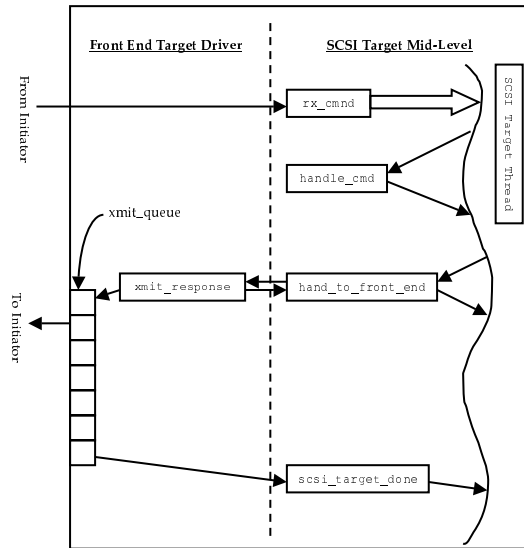 Front End Target Driver
SCSI Target Mid-Level
From Initiator
rx_cmnd
SCSI Target Thread
handle_cmd
xmit_queue
xmit_response
hand_to_front_end
To Initiator
scsi_target_done